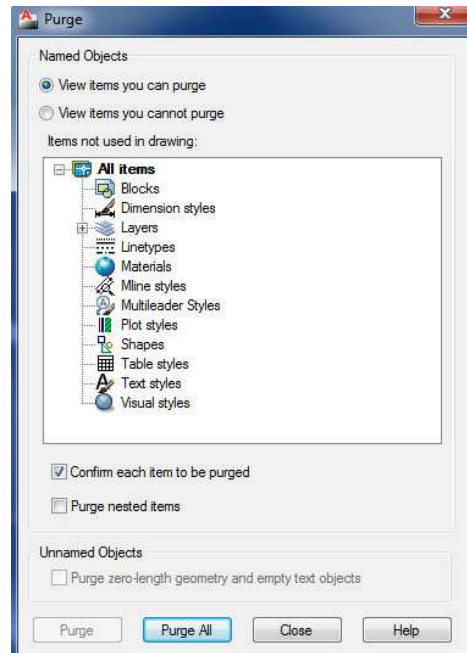 Purge
Named Objects
View items you can purge
View items you cannot purge
Items not used in drawing:
All items
Blocks
Dimension styles
Layers
Linetypes
Materials
Mline styles
Multileader Styles
Plot styles
Shapes
Table styles
Text styles
Visual styles
Confirm each item to be purged
Purge nested items
Unnamed Objects
Purge zero-length geometry and empty text objects
Purge Purge All Close Help